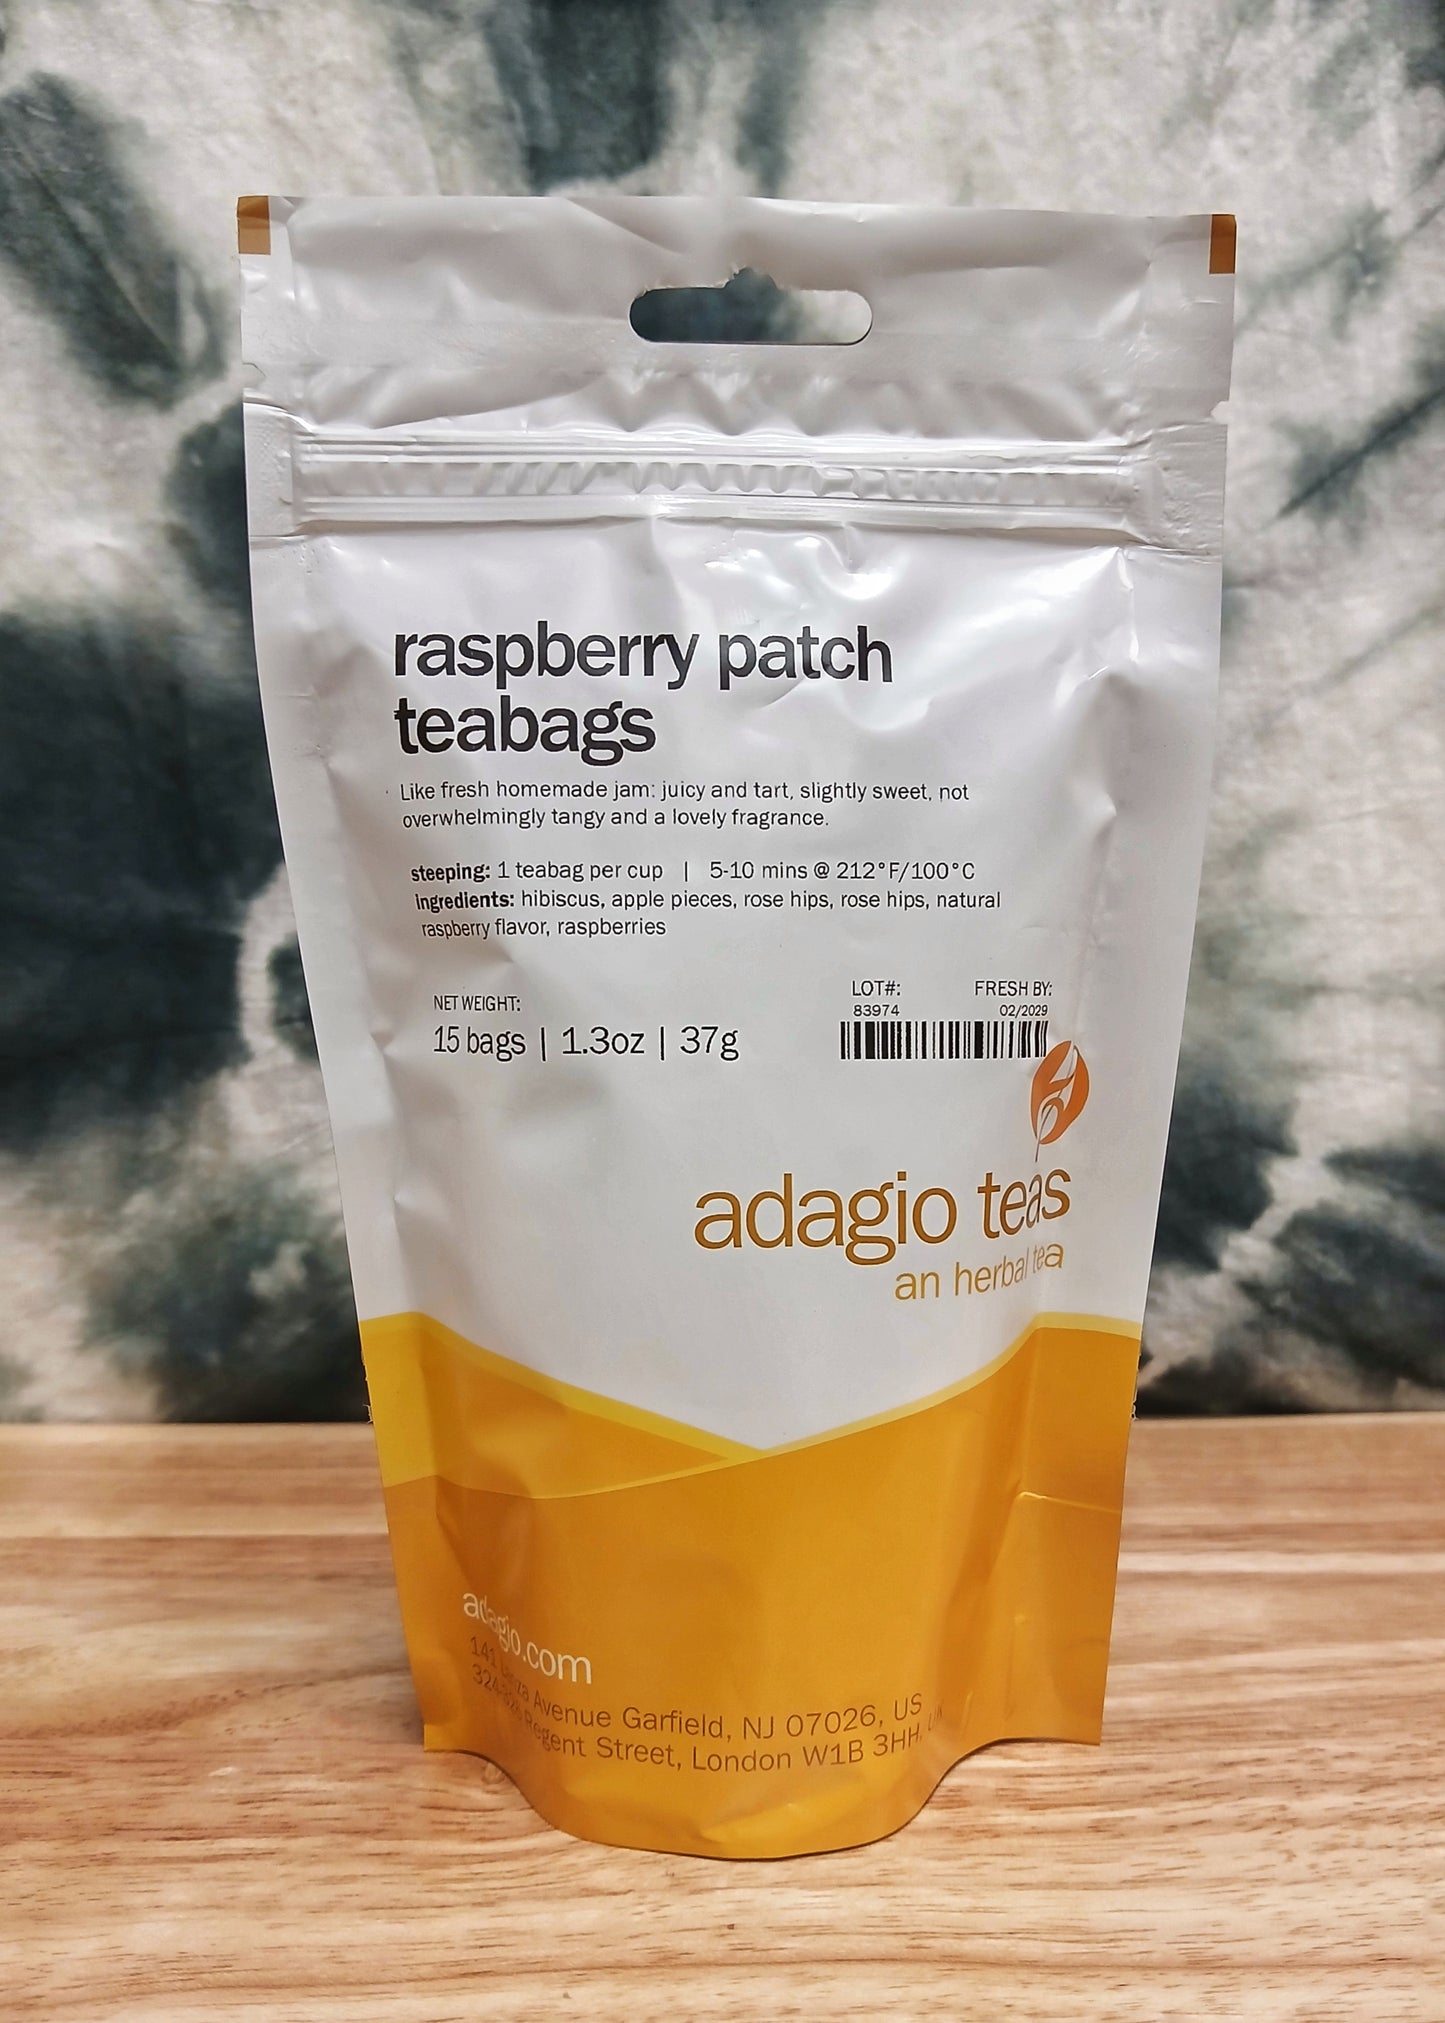 raspberry patch
teabags
Like fresh homemade jam: juicy and tart, slightly sweet, not
overwhelmingly tangy and a lovely fragrance.
steeping: 1 teabag per cup | 5-10 mins @ 212°F/100°C
ingredients: hibiscus, apple pieces, rose hips, rose hips, natural
raspberry flavor, raspberries
NET WEIGHT:
15 bags | 1.3oz | 37g
LOT#: FRESH BY:
83974 02/2029
adagio teas
an herbal tea
adagio.com
141 Lanza Avenue Garfield, NJ 07026, US
Regent Street, London W1B 3HH, UK